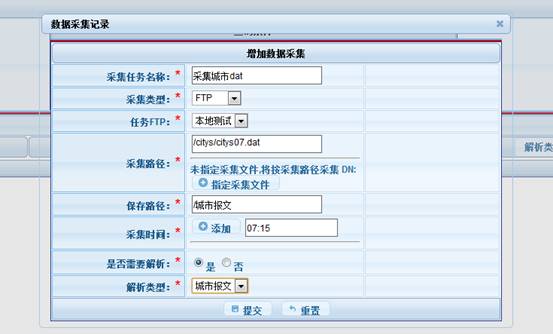 数据采集记录
增加数据采集
采集任务名称：* 采集城市dat
采集类型：* FTP
任务FTP：* 本地测试
采集路径：* /citys/citys07.dat
未指定采集文件,将按采集路径采集 DN:
指定采集文件
保存路径：* /城市报文
采集时间：* 添加 07:15
是否需要解析：* 是 否
解析类型：* 城市报文
提交 重置
解析类